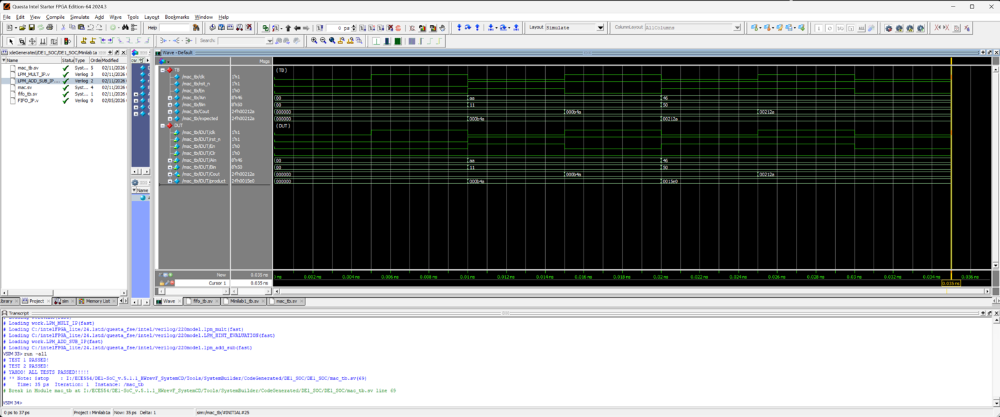 Questa Intel Starter FPGA Edition-64 2024.3
File Edit View Compile Simulate Add Wave Tools Layout Bookmarks Window Help
Help 0 ps Layout Simulate ColumnLayout AllColumns
Search:
odeGenerated/DE1_SOC/DE1_SOC/Minilab1a
Wave - Default
Name Status Type Order Modified
mac_tb.sv Syst... 5 02/11/2026
LPM_MULT_IP.v Verilog 3 02/11/2026
LPM_ADD_SUB_IP.... Verilog 2 02/11/2026
mac.sv Syst... 4 02/11/2026
fifo_tb.sv Syst... 1 02/11/2026
FIFO_IP.v Verilog 0 02/05/2026
Name
Msgs
TB (TB)
/mac_tb/clk 1'h1
/mac_tb/rst_n 1'h1
/mac_tb/En 1'h0
/mac_tb/Ain 8'h46 00 aa 46
/mac_tb/Bin 8'h50 00 11 50
/mac_tb/Cout 24'h00212a 000000 000b4a 00212a
/mac_tb/expected 24'h00212a 000000 000b4a 00212a
DUT (DUT)
/mac_tb/iDUT/clk 1'h1
/mac_tb/iDUT/rst_n 1'h1
/mac_tb/iDUT/En 1'h0
/mac_tb/iDUT/Clr 1'h0
/mac_tb/iDUT/Ain 8'h46 00 aa 46
/mac_tb/iDUT/Bin 8'h50 00 11 50
/mac_tb/iDUT/Cout 24'h00212a 000000 000b4a 00212a
/mac_tb/iDUT/product 24'h0015e0 000000 000b4a 0015e0
Now 0.035 ns ns 0.002 ns 0.004 ns 0.006 ns 0.008 ns 0.01 ns 0.012 ns 0.014 ns 0.016 ns 0.018 ns 0.02 ns 0.022 ns 0.024 ns 0.026 ns 0.028 ns 0.03 ns 0.032 ns 0.034 ns 0.036 ns
Cursor 1 0.035 ns 0.035 ns
ibrary Project sim Memory List Wave fifo_tb.sv Minilab1_tb.sv mac_tb.sv
Transcript
# Loading work.LPM_MULT_IP(fast)
# Loading C:/intelFPGA_lite/24.1std/questa_fse/intel/verilog/220model.lpm_mult(fast)
# Loading C:/intelFPGA_lite/24.1std/questa_fse/intel/verilog/220model.LPM_HINT_EVALUATION(fast)
# Loading work.LPM_ADD_SUB_IP(fast)
# Loading C:/intelFPGA_lite/24.1std/questa_fse/intel/verilog/220model.lpm_add_sub(fast)
VSIM 33> run -all
# TEST 1 PASSED!
# TEST 2 PASSED!
# YAHOO! ALL TESTS PASSED!!!!!
# ** Note: $stop : I:/ECE554/DE1-SoC_v.5.1.1_HWrevF_SystemCD/Tools/SystemBuilder/CodeGenerated/DE1_SOC/DE1_SOC/mac_tb.sv(69)
# Time: 35 ps Iteration: 1 Instance: /mac_tb
# Break in Module mac_tb at I:/ECE554/DE1-SoC_v.5.1.1_HWrevF_SystemCD/Tools/SystemBuilder/CodeGenerated/DE1_SOC/DE1_SOC/mac_tb.sv line 69
VSIM 34>
0 ps to 37 ps Project : Minilab1a Now: 35 ps Delta: 1 sim:/mac_tb/#INITIAL#25